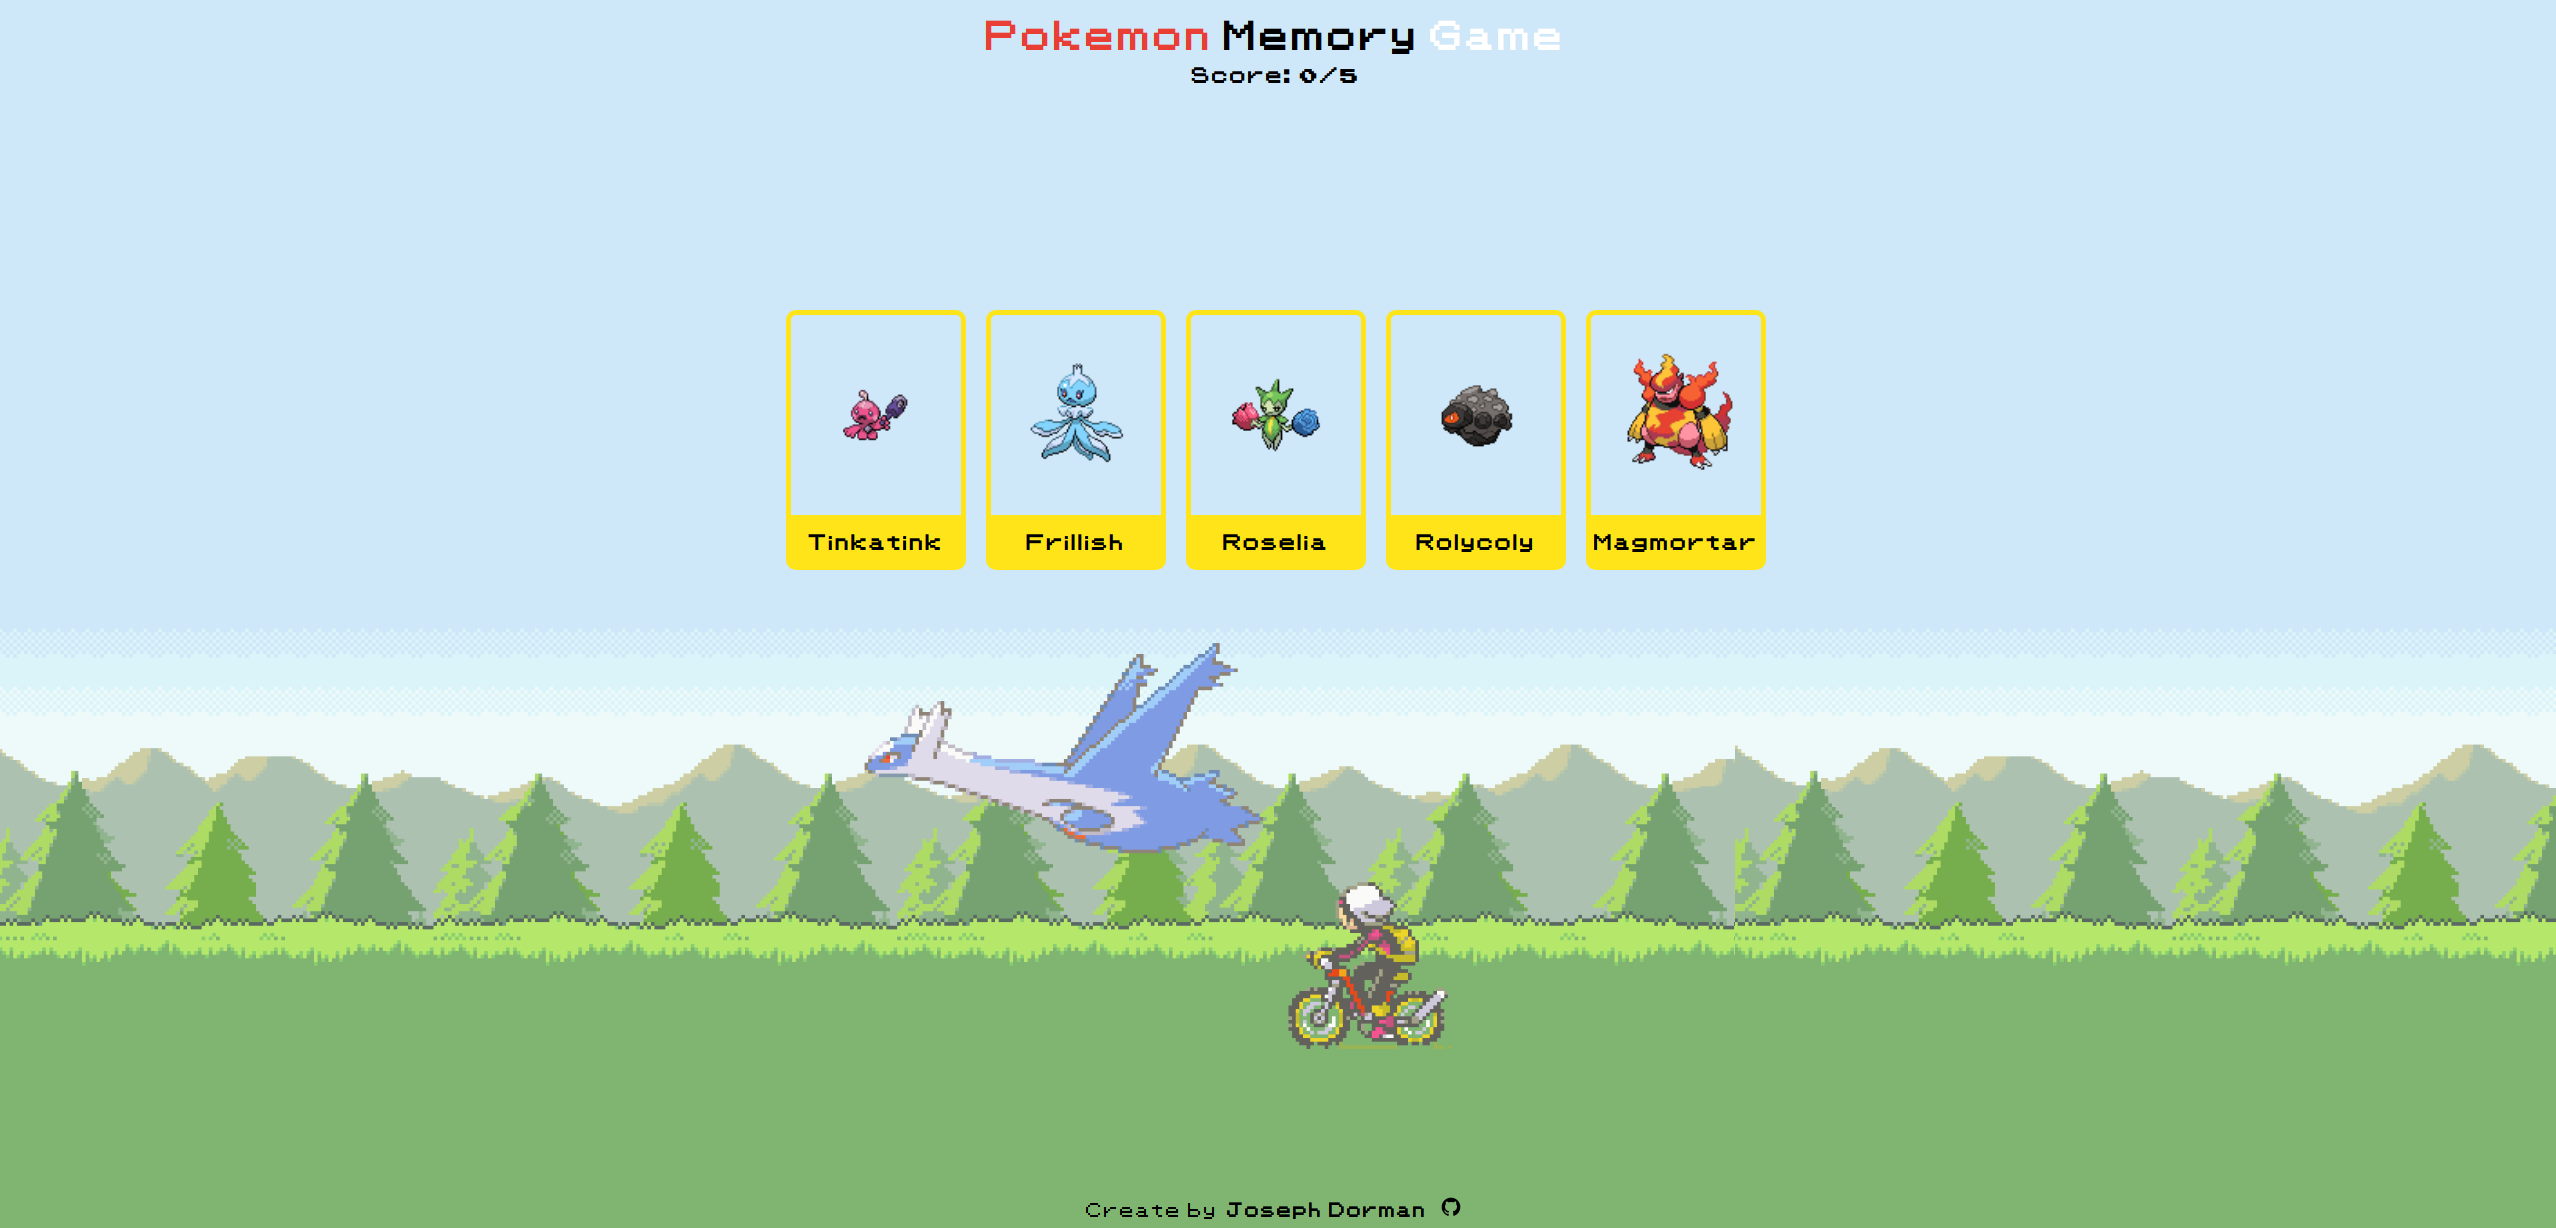 Pokemon Memory Game
Score: 0/5
Tinkatink
Frillish
Roselia
Rolycoly
Magmortar
Create by Joseph Dorman